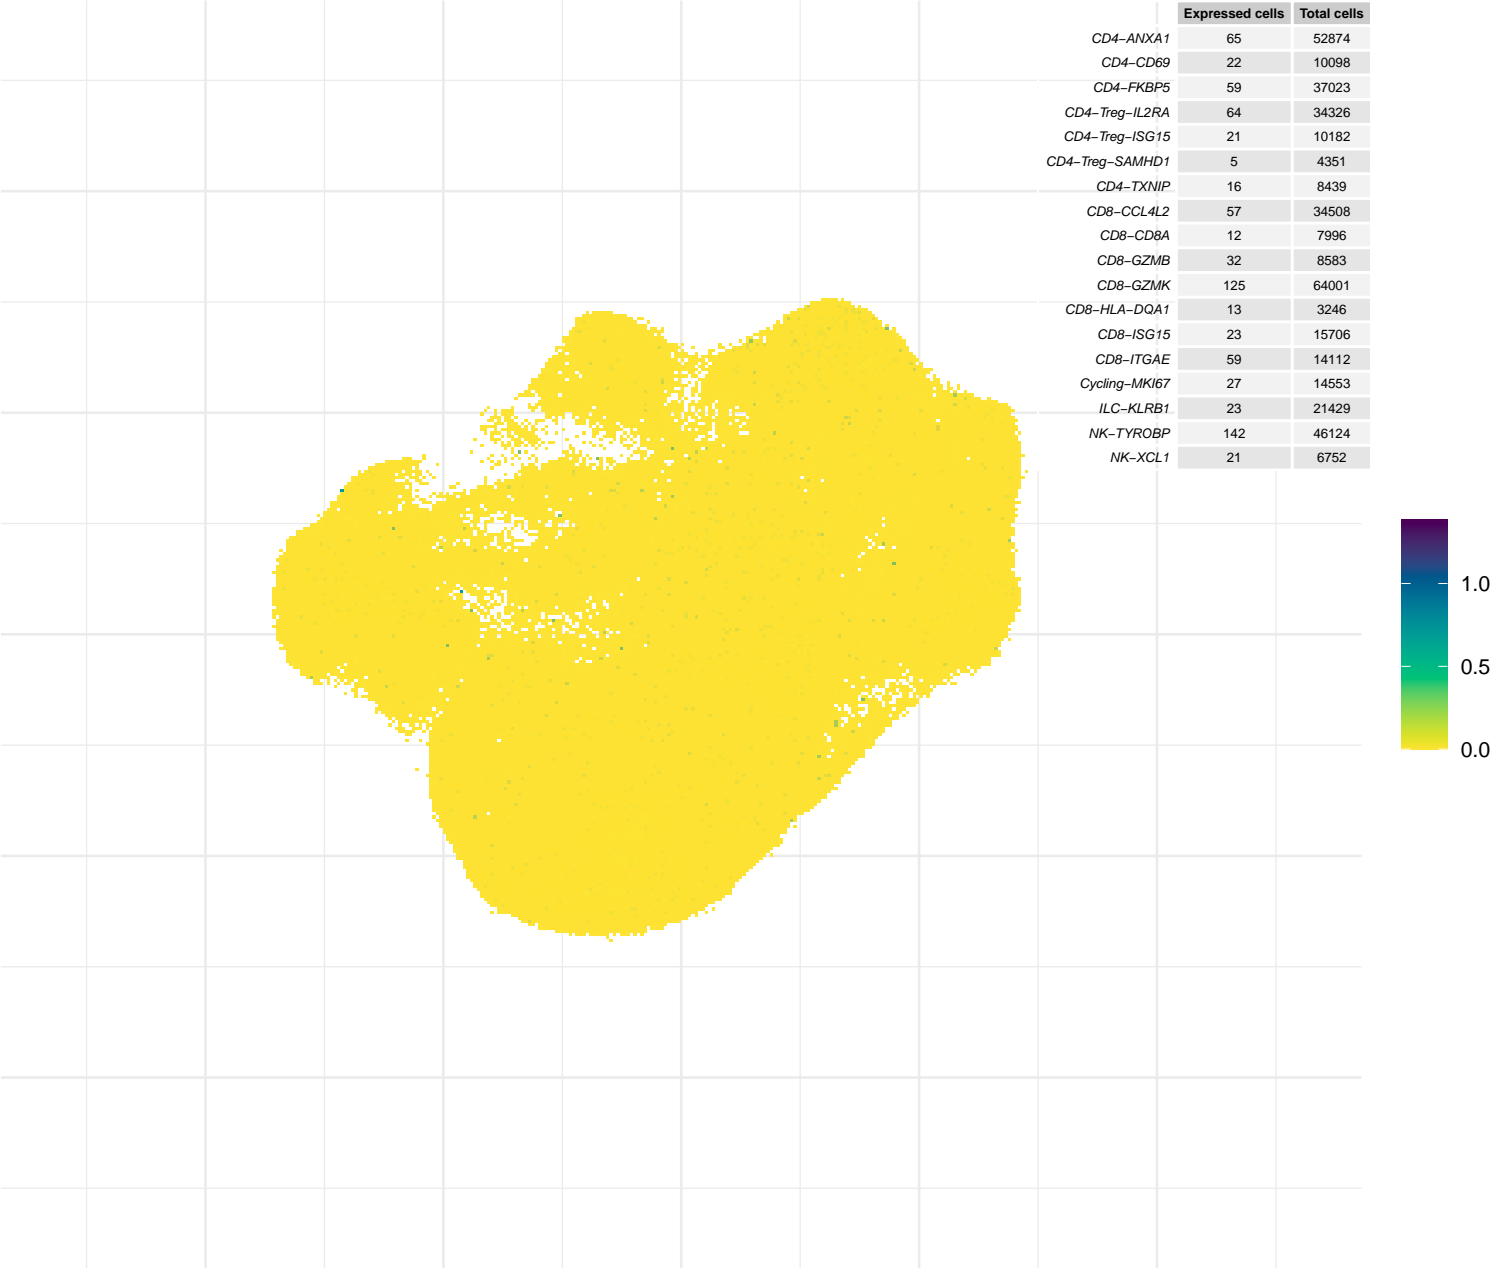 Expressed cells Total cells
CD4−ANXA1 65 52874
CD4−CD69 22 10098
CD4−FKBP5 59 37023
CD4−Treg−IL2RA 64 34326
CD4−Treg−ISG15 21 10182
CD4−Treg−SAMHD1 5 4351
CD4−TXNIP 16 8439
CD8−CCL4L2 57 34508
CD8−CD8A 12 7996
CD8−GZMB 32 8583
CD8−GZMK 125 64001
CD8−HLA−DQA1 13 3246
CD8−ISG15 23 15706
CD8−ITGAE 59 14112
Cycling−MKI67 27 14553
ILC−KLRB1 23 21429
NK−TYROBP 142 46124
NK−XCL1 21 6752
1.0
0.5
0.0